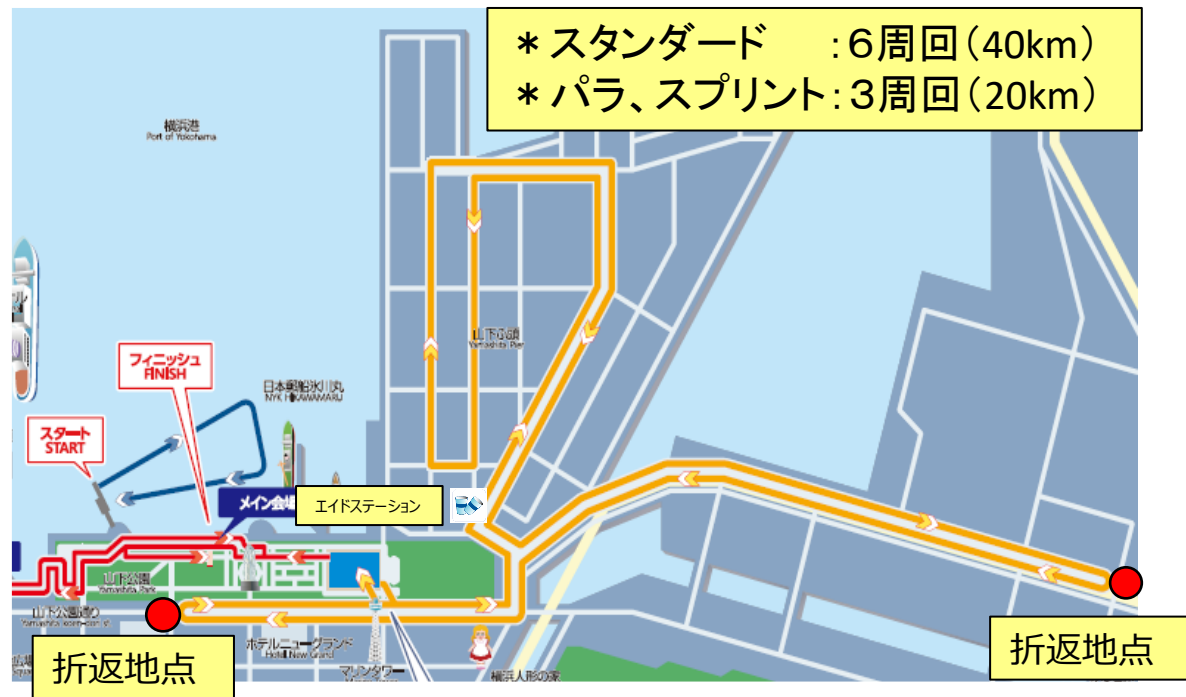 ＊スタンダード　　：６周回（40km）
＊パラ、スプリント：３周回（20km）
横浜港
Port of Yokohama
山下ふ頭
Yamashita Pier
フィニッシュ
FINISH
日本郵船氷川丸
NYK HIKAWAMARU
スタート
START
メイン会場
エイドステーション
山下公園
Yamashita Park
山下公園通り
ホテルニューグランド
Hotel New Grand
マリンタワー
横浜人形の家
折返地点
折返地点